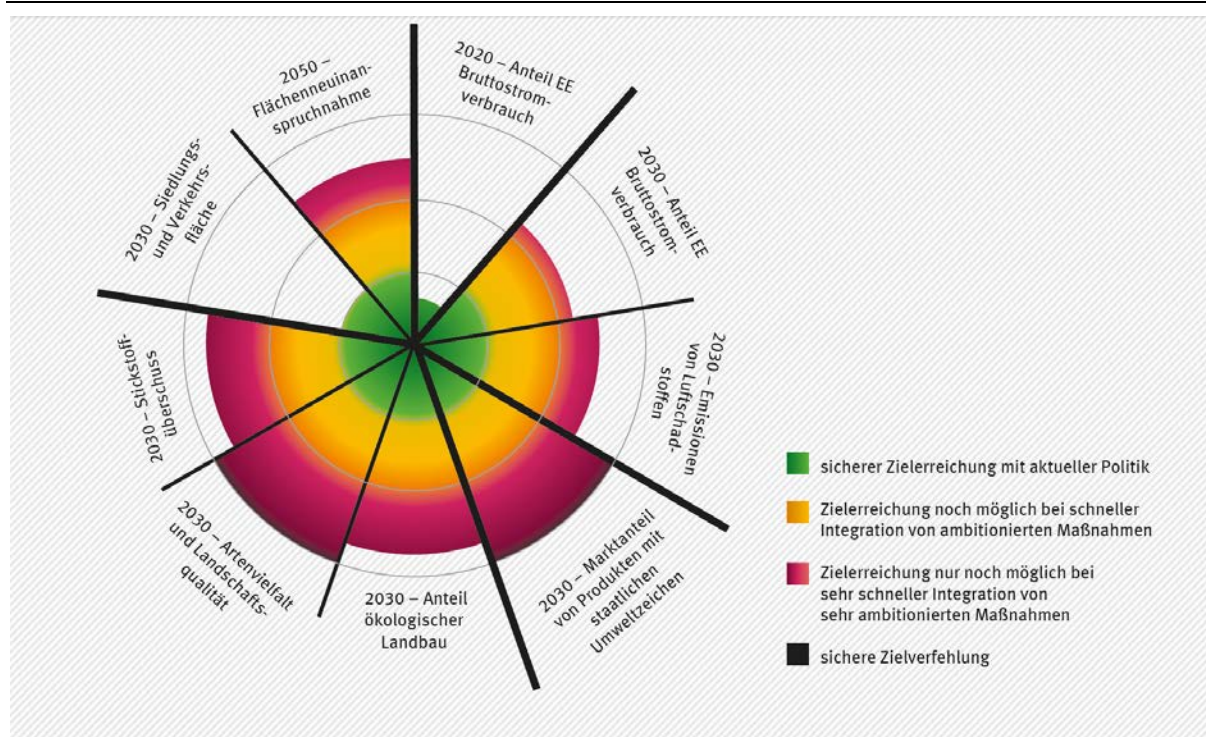 2050 –
Flächenneuinan-
spruchnahme
2020 – Anteil EE
Bruttostrom-
verbrauch
2030 – Anteil EE
Bruttostrom-
verbrauch
2030 – Emissionen
von Luftschad-
stoffen
2030 – Marktanteil
von Produkten mit
staatlichen
Umweltzeichen
2030 – Anteil
ökologischer
Landbau
2030 – Artenvielfalt
und Landschafts-
qualität
2030 – Stickstoff-
überschuss
2030 – Siedlungs-
und Verkehrs-
fläche
sicherer Zielerreichung mit aktueller Politik
Zielerreichung noch möglich bei schneller
Integration von ambitionierten Maßnahmen
Zielerreichung nur noch möglich bei
sehr schneller Integration von
sehr ambitionierten Maßnahmen
sichere Zielverfehlung